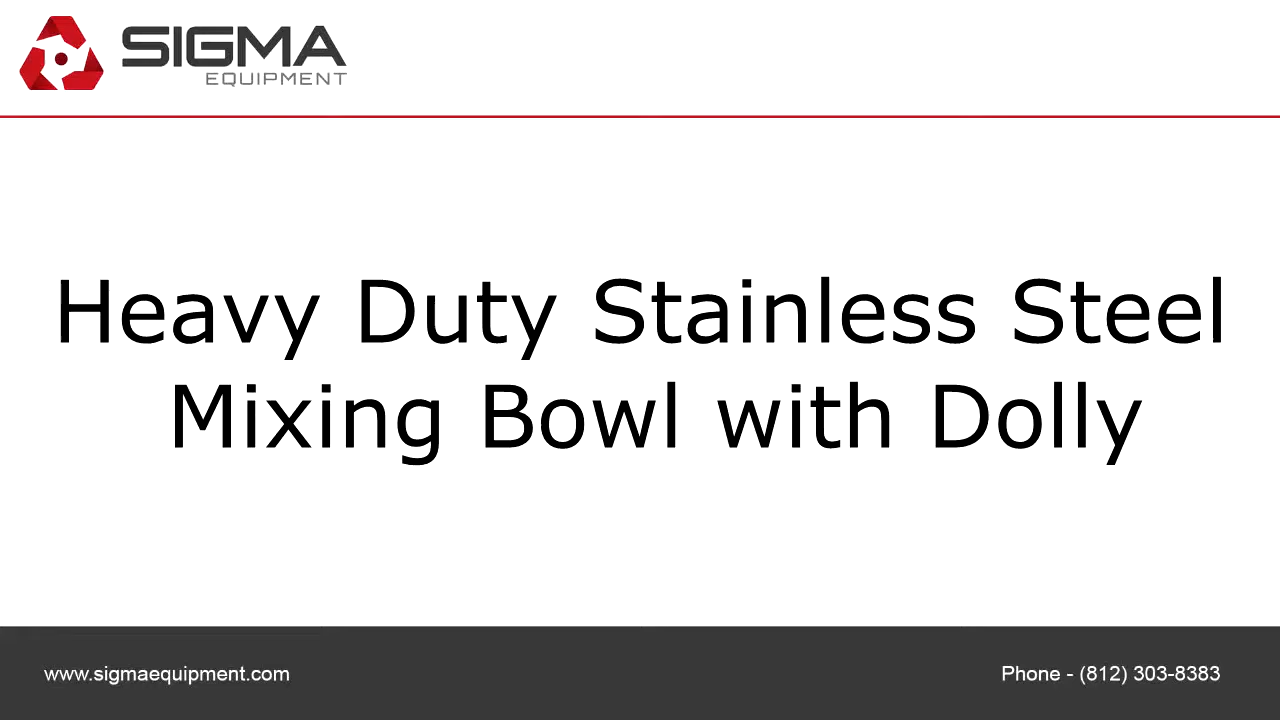 SIGMA
EQUIPMENT
Heavy Duty Stainless Steel
Mixing Bowl with Dolly
www.sigmaequipment.com
Phone - (812) 303-8383